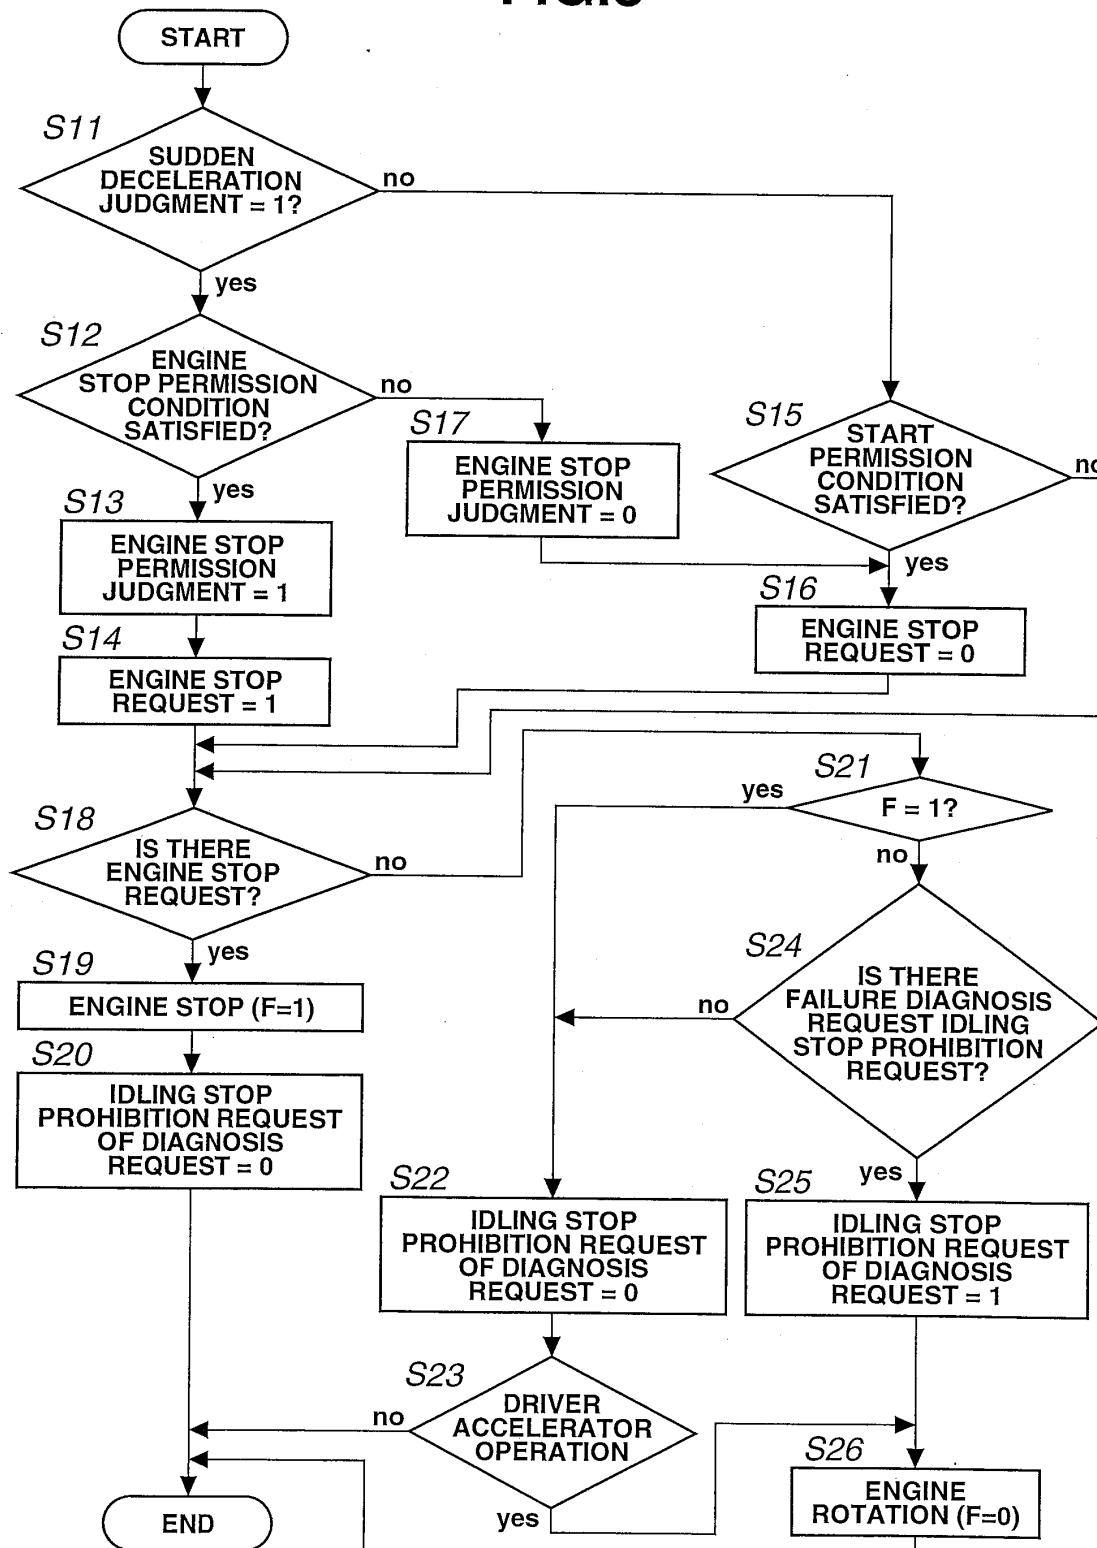 START
S11
SUDDEN
DECELERATION
JUDGMENT = 1?
no
yes
S12
ENGINE
STOP PERMISSION
CONDITION
SATISFIED?
no
yes
S17
ENGINE STOP
PERMISSION
JUDGMENT = 0
S15
START
PERMISSION
CONDITION
SATISFIED?
yes
S13
ENGINE STOP
PERMISSION
JUDGMENT = 1
S16
ENGINE STOP
REQUEST = 0
S14
ENGINE STOP
REQUEST = 1
S18
IS THERE
ENGINE STOP
REQUEST?
no
yes
S21
F = 1?
yes
no
S19
ENGINE STOP (F=1)
S24
IS THERE
FAILURE DIAGNOSIS
REQUEST IDLING
STOP PROHIBITION
REQUEST?
no
yes
S20
IDLING STOP
PROHIBITION REQUEST
OF DIAGNOSIS
REQUEST = 0
S22
IDLING STOP
PROHIBITION REQUEST
OF DIAGNOSIS
REQUEST = 0
S25
IDLING STOP
PROHIBITION REQUEST
OF DIAGNOSIS
REQUEST = 1
S23
DRIVER
ACCELERATOR
OPERATION
no
yes
S26
ENGINE
ROTATION (F=0)
END